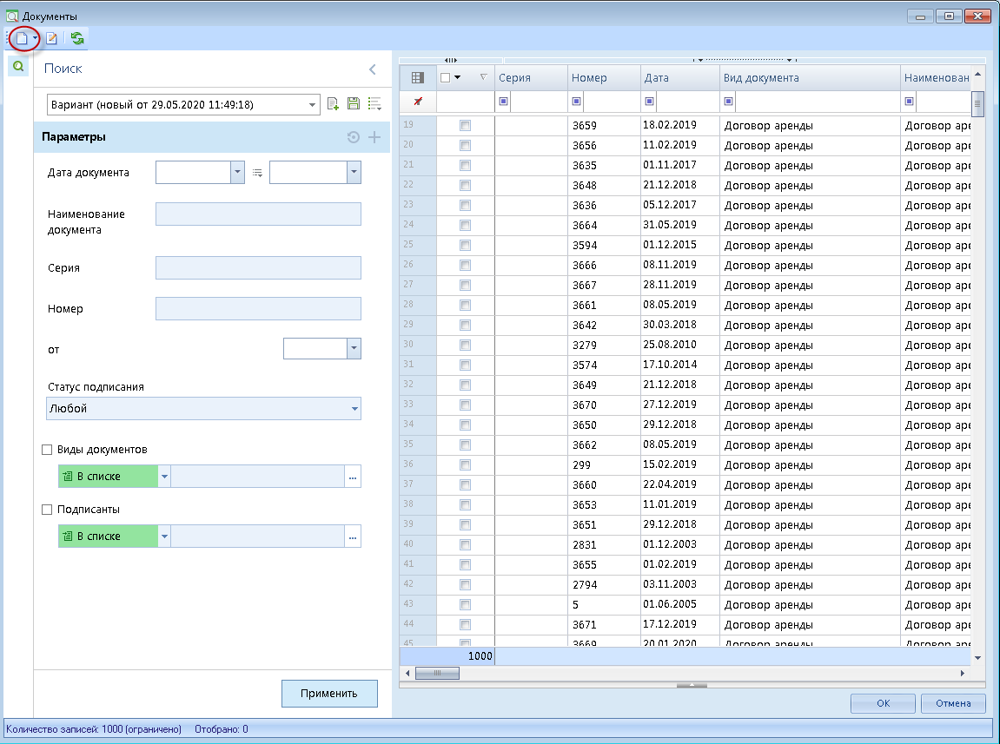 Документы
Поиск
Вариант (новый от 29.05.2020 11:49:18)
Параметры
Дата документа
Наименование
документа
Серия
Номер
от
Статус подписания
Любой
Виды документов
В списке
...
Подписанты
В списке
...
Применить
Серия Номер Дата Вид документа Наименован
19 3659 18.02.2019 Договор аренды Договор аре
20 3656 11.02.2019 Договор аренды Договор аре
21 3635 01.11.2017 Договор аренды Договор аре
22 3648 21.12.2018 Договор аренды Договор аре
23 3636 05.12.2017 Договор аренды Договор аре
24 3664 31.05.2019 Договор аренды Договор аре
25 3594 01.12.2015 Договор аренды Договор аре
26 3666 08.11.2019 Договор аренды Договор аре
27 3667 28.11.2019 Договор аренды Договор аре
28 3661 08.05.2019 Договор аренды Договор аре
29 3642 30.03.2018 Договор аренды Договор аре
30 3279 25.08.2010 Договор аренды Договор аре
31 3574 17.10.2014 Договор аренды Договор аре
32 3649 21.12.2018 Договор аренды Договор аре
33 3670 27.12.2019 Договор аренды Договор аре
34 3650 29.12.2018 Договор аренды Договор аре
35 3662 08.05.2019 Договор аренды Договор аре
36 299 15.02.2019 Договор аренды Договор аре
37 3660 22.04.2019 Договор аренды Договор аре
38 3653 11.01.2019 Договор аренды Договор аре
39 3651 29.12.2018 Договор аренды Договор аре
40 2831 01.12.2003 Договор аренды Договор аре
41 3655 01.02.2019 Договор аренды Договор аре
42 2794 03.11.2003 Договор аренды Договор аре
43 5 01.06.2005 Договор аренды Договор аре
44 3671 17.12.2019 Договор аренды Договор аре
45 3669 20.01.2020 Договор аренды Договор аре
1000
ОК Отмена
Количество записей: 1000 (ограничено) Отобрано: 0